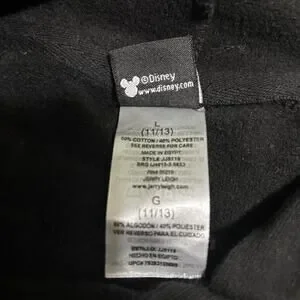 ©Disney
www.disney.com
L
(11/13)
60% COTTON / 40% POLYESTER
SEE REVERSE FOR CARE
MADE IN EGYPT
STYLE JJ5116
JERRY LEIGH
www.jerryleigh.com
G
(11/13)
60% ALGODÓN / 40% POLIÉSTER
VER REVERSO PARA EL CUIDADO
HECHO EN EGIPTO